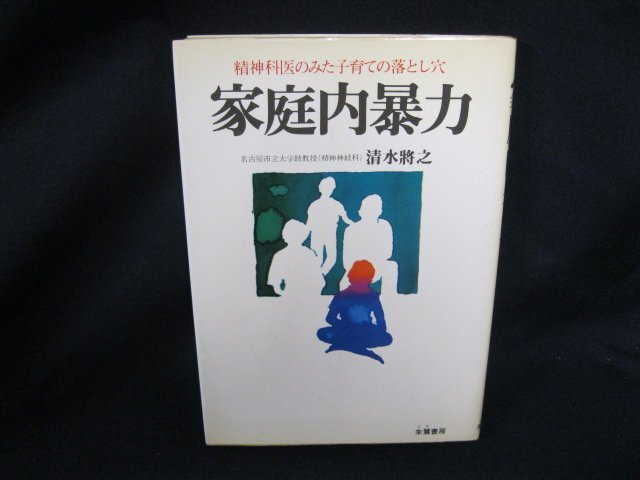 精神科医のみた子育ての落とし穴
家庭内暴力
名古屋市立大学助教授(精神神経科) 清水將之
朱鷺書房